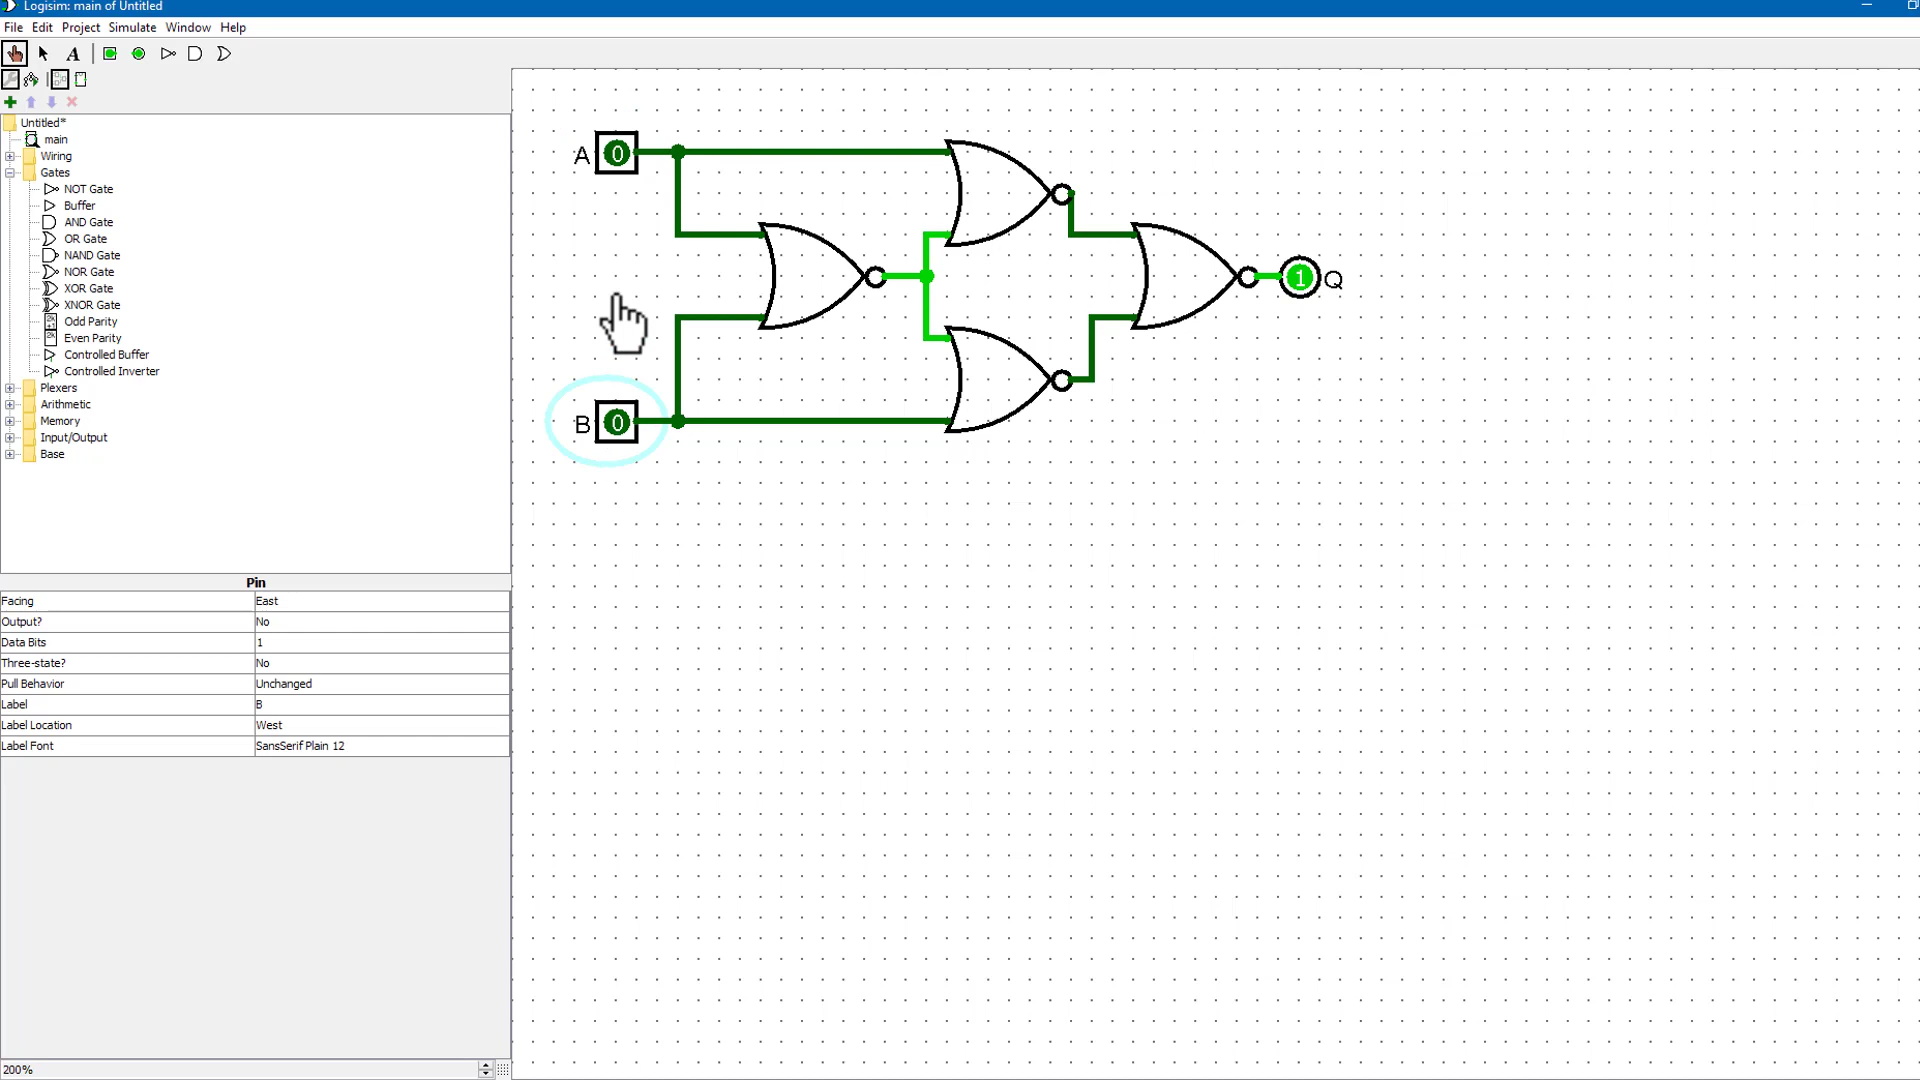 Logisim: main of Untitled
File Edit Project Simulate Window Help
A
Untitled*
main
Wiring
Gates
NOT Gate
Buffer
AND Gate
OR Gate
NAND Gate
NOR Gate
XOR Gate
XNOR Gate
Odd Parity
Even Parity
Controlled Buffer
Controlled Inverter
Plexers
Arithmetic
Memory
Input/Output
Base
A 0
1 Q
B 0
Pin
Facing East
Output? No
Data Bits 1
Three-state? No
Pull Behavior Unchanged
Label B
Label Location West
Label Font SansSerif Plain 12
200%